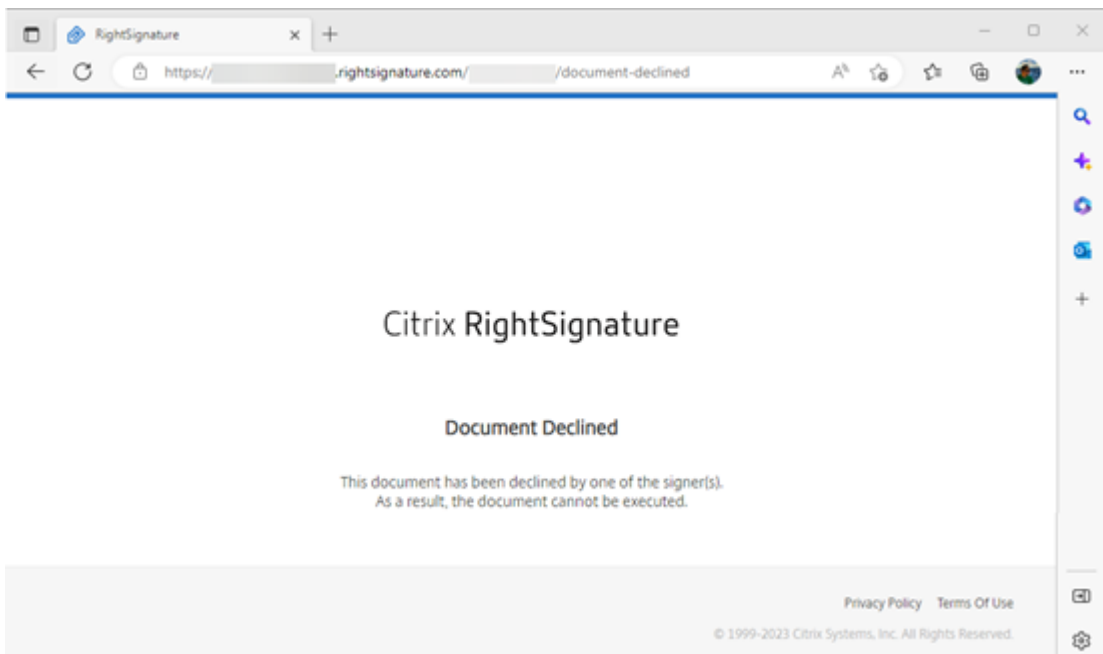 RightSignature
https:// .rightsignature.com/ /document-declined
Citrix RightSignature
Document Declined
This document has been declined by one of the signer(s).
As a result, the document cannot be executed.
Privacy Policy Terms Of Use
© 1999-2023 Citrix Systems, Inc. All Rights Reserved.